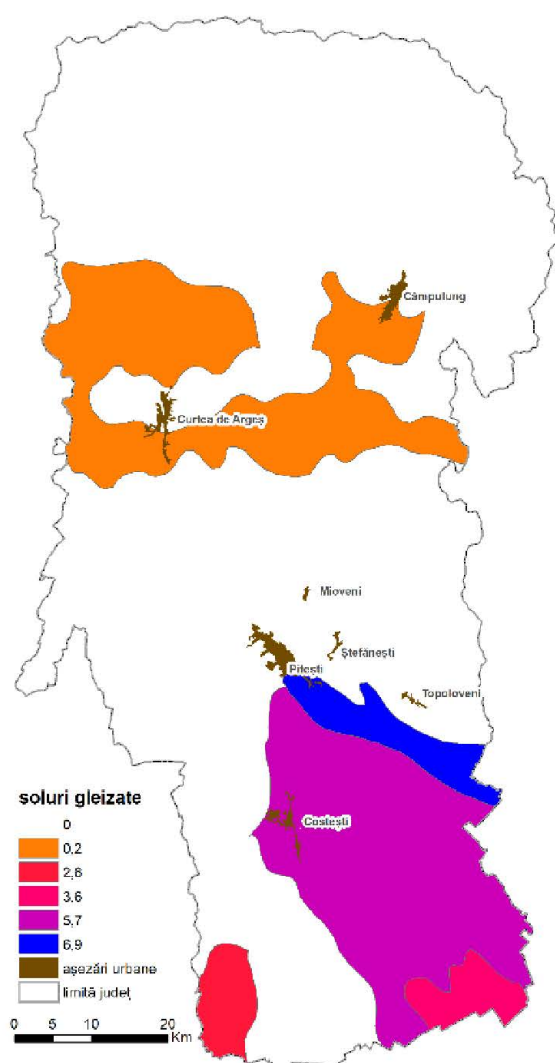 Câmpulung
Curtea de Argeș
Mioveni
Ștefănești
Pitești
Topoloveni
Costești
soluri gleizate
0
0,2
2,8
3,6
5,7
6,9
așezări urbane
limită județ
0 5 10 20
Km